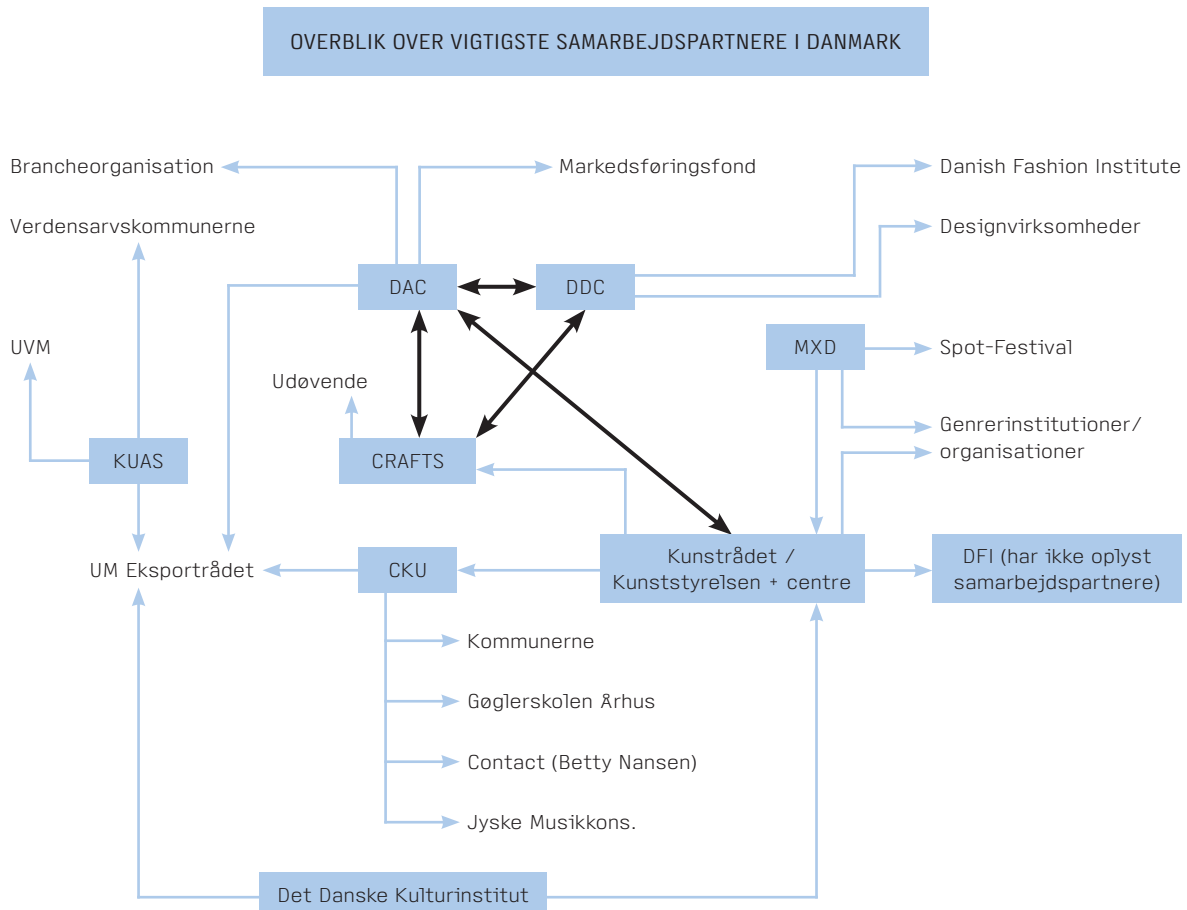 OVERBLIK OVER VIGTIGSTE SAMARBEJDSPARTNERE I DANMARK
Brancheorganisation
Markedsføringsfond
Danish Fashion Institute
Verdensarvskommunerne
Designvirksomheder
DAC
DDC
UVM
MXD
Spot-Festival
Udøvende
Genrerinstitutioner/
organisationer
KUAS
CRAFTS
UM Eksportrådet
CKU
Kunstrådet /
Kunststyrelsen + centre
DFI (har ikke oplyst
samarbejdspartnere)
Kommunerne
Gøglerskolen Århus
Contact (Betty Nansen)
Jyske Musikkons.
Det Danske Kulturinstitut